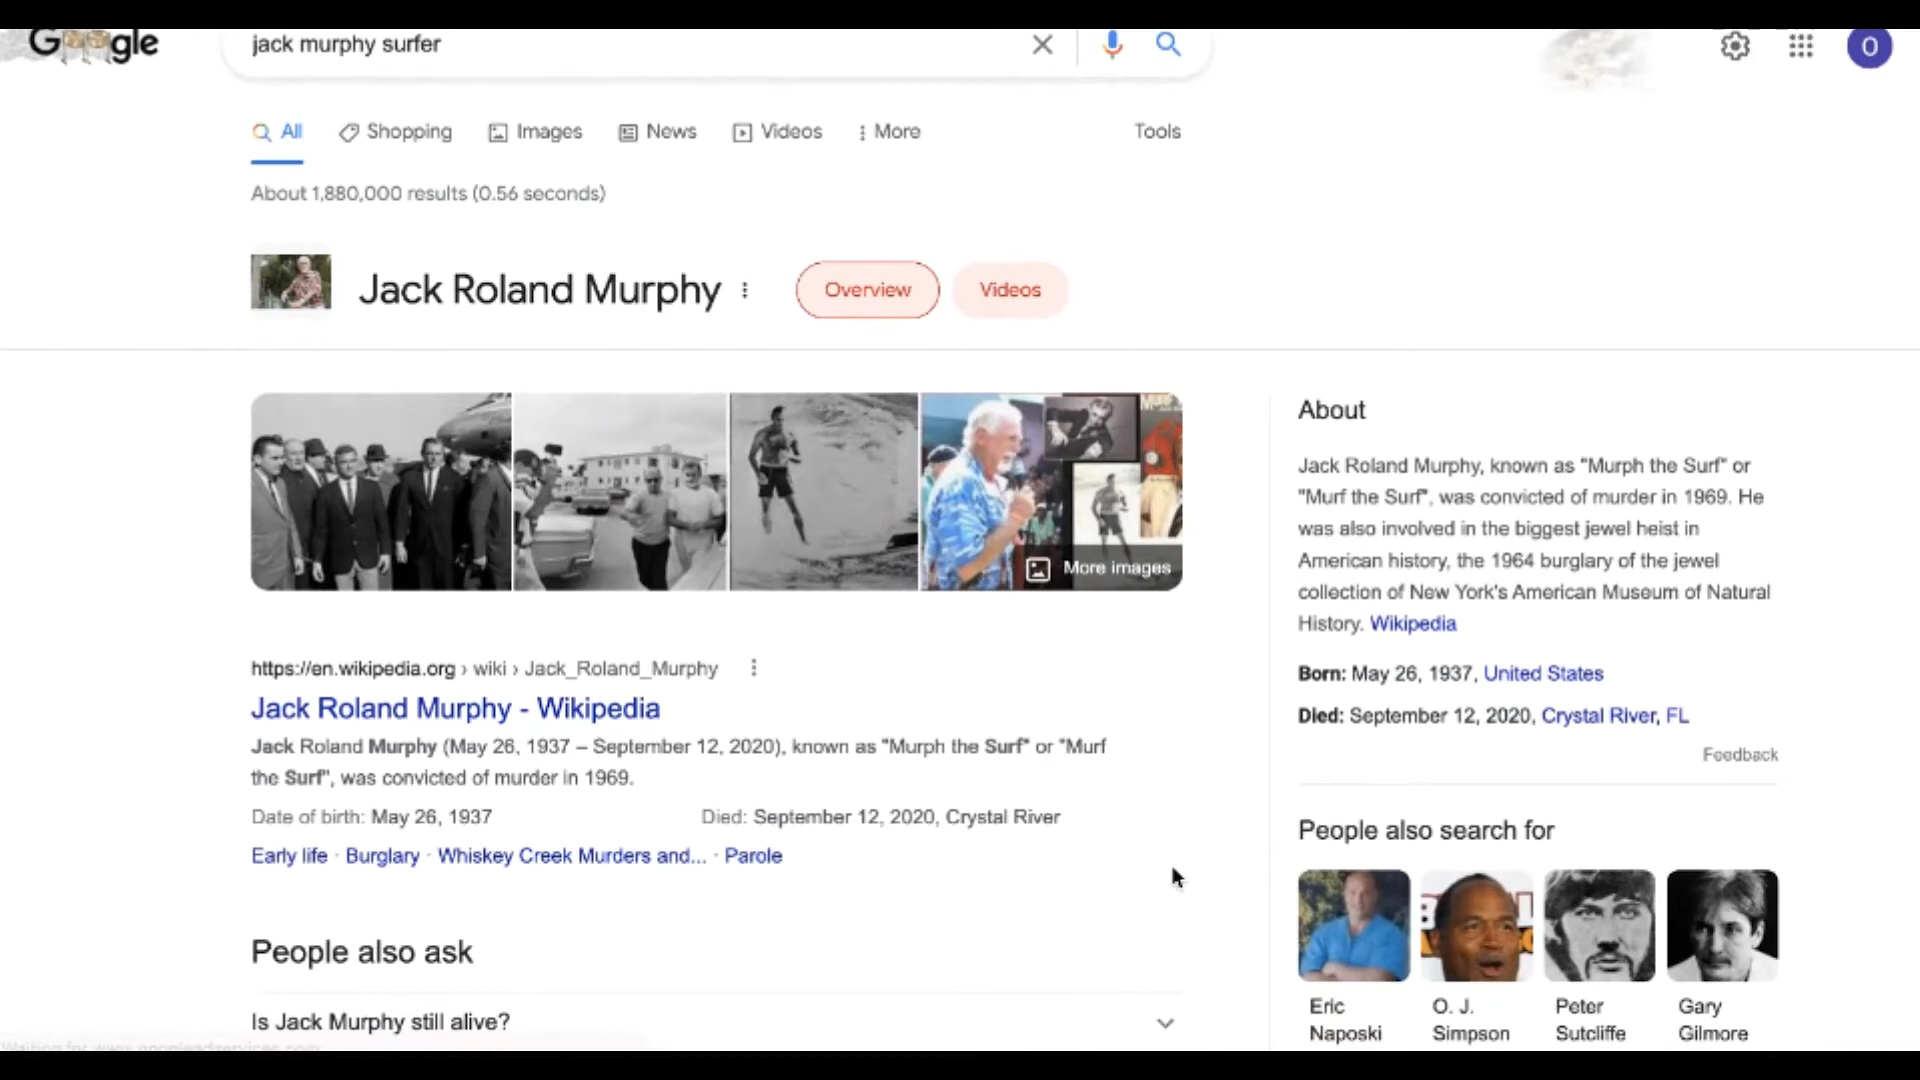 Google
jack murphy surfer
O
All
Shopping
Images
News
Videos
More
Tools
About 1,880,000 results (0.56 seconds)
Jack Roland Murphy
Overview
Videos
More images
https://en.wikipedia.org › wiki › Jack_Roland_Murphy
Jack Roland Murphy - Wikipedia
Jack Roland Murphy (May 26, 1937 – September 12, 2020), known as "Murph the Surf" or "Murf
the Surf", was convicted of murder in 1969.
Date of birth: May 26, 1937
Died: September 12, 2020, Crystal River
Early life · Burglary · Whiskey Creek Murders and... · Parole
People also ask
Is Jack Murphy still alive?
About
Jack Roland Murphy, known as "Murph the Surf" or
"Murf the Surf", was convicted of murder in 1969. He
was also involved in the biggest jewel heist in
American history, the 1964 burglary of the jewel
collection of New York's American Museum of Natural
History. Wikipedia
Born: May 26, 1937, United States
Died: September 12, 2020, Crystal River, FL
Feedback
People also search for
Eric
Naposki
O. J.
Simpson
Peter
Sutcliffe
Gary
Gilmore